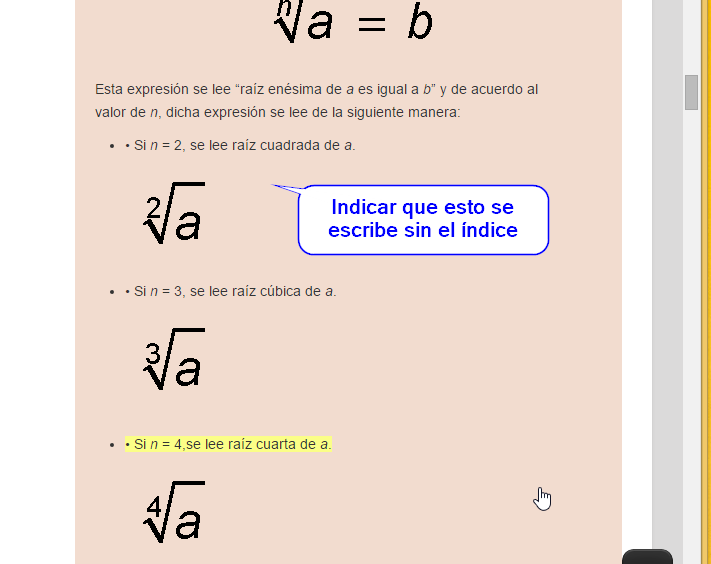 ⁿ√a = b
Esta expresión se lee “raíz enésima de a es igual a b” y de acuerdo al
valor de n, dicha expresión se lee de la siguiente manera:
• • Si n = 2, se lee raíz cuadrada de a.
²√a
Indicar que esto se
escribe sin el índice
• • Si n = 3, se lee raíz cúbica de a.
³√a
• • Si n = 4,se lee raíz cuarta de a.
⁴√a